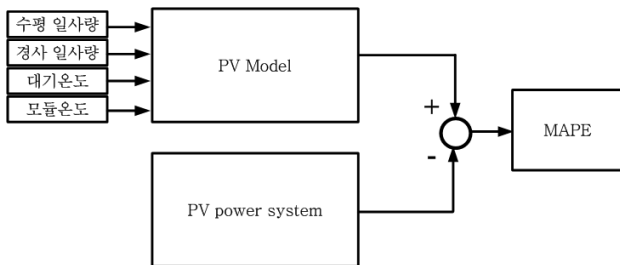 수평 일사량
경사 일사량
대기온도
모듈온도
PV Model
+
-
MAPE
PV power system